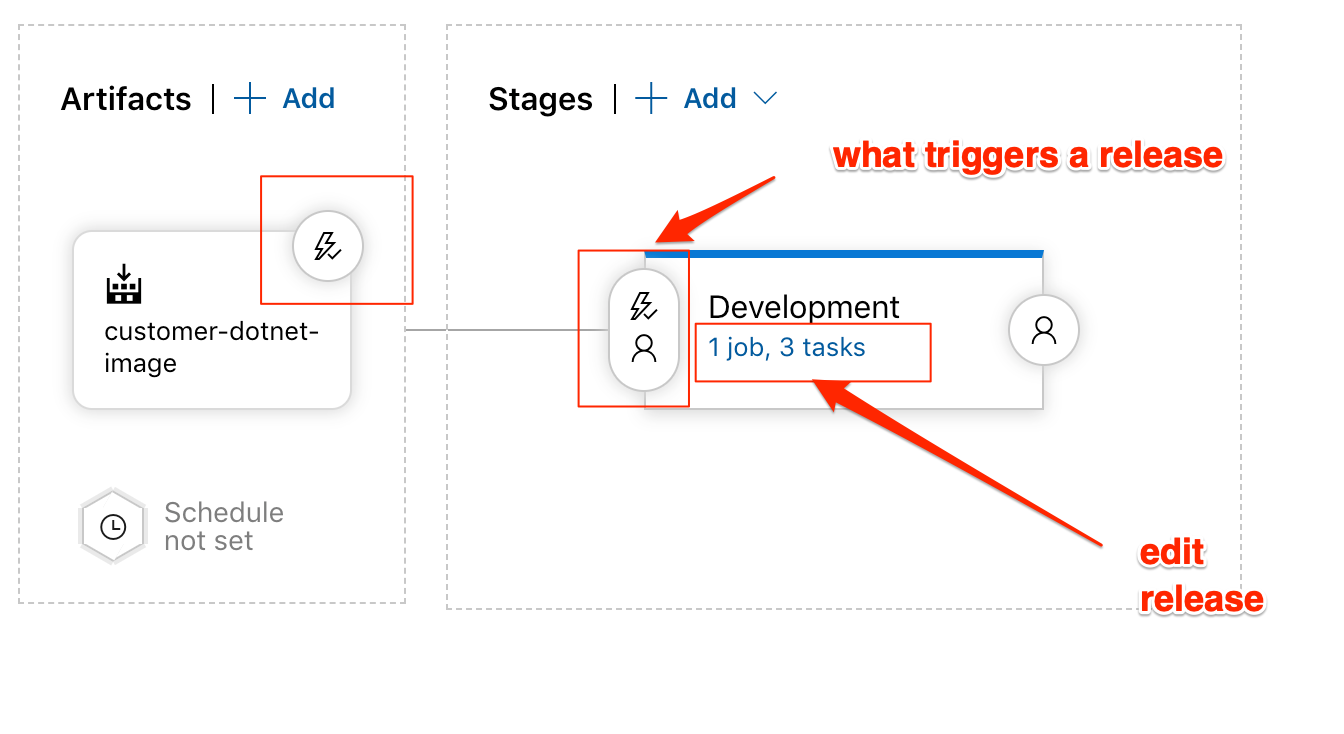 Artifacts | + Add
Stages | + Add
what triggers a release
customer-dotnet-
image
Development
1 job, 3 tasks
Schedule
not set
edit
release